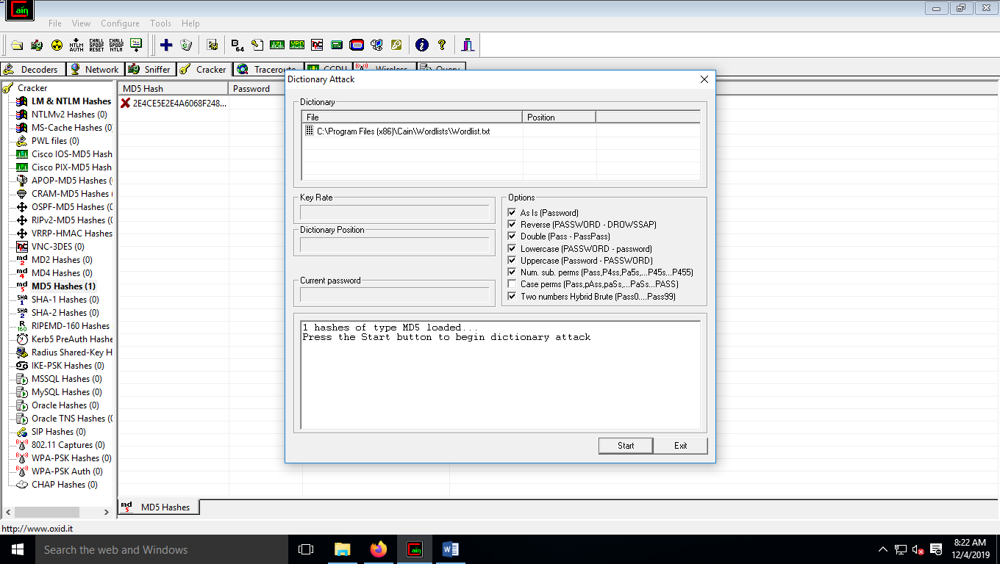 Cain
File View Configure Tools Help
NTLM AUTH
CHALL SPOOF RESET
CHALL SPOOF NTLM
B64
Decoders Network Sniffer Cracker Traceroute CCDU Wireless Query
Cracker
LM & NTLM Hashes
NTLMv2 Hashes (0)
MS-Cache Hashes (0
PWL files (0)
Cisco IOS-MD5 Hash
Cisco PIX-MD5 Hash
APOP-MD5 Hashes (
CRAM-MD5 Hashes
OSPF-MD5 Hashes (
RIPv2-MD5 Hashes (
VRRP-HMAC Hashes
VNC-3DES (0)
MD2 Hashes (0)
MD4 Hashes (0)
MD5 Hashes (1)
SHA-1 Hashes (0)
SHA-2 Hashes (0)
RIPEMD-160 Hashes
Kerb5 PreAuth Hashe
Radius Shared-Key H
IKE-PSK Hashes (0)
MSSQL Hashes (0)
MySQL Hashes (0)
Oracle Hashes (0)
Oracle TNS Hashes (
SIP Hashes (0)
802.11 Captures (0)
WPA-PSK Hashes (0)
WPA-PSK Auth (0)
CHAP Hashes (0)
MD5 Hash Password
2E4CE5E2E4A6068F248...
Dictionary Attack
Dictionary
File Position
C:\Program Files (x86)\Cain\Wordlists\Wordlist.txt
Key Rate
Dictionary Position
Current password
Options
As Is (Password)
Reverse (PASSWORD - DROWSSAP)
Double (Pass - PassPass)
Lowercase (PASSWORD - password)
Uppercase (Password - PASSWORD)
Num. sub. perms (Pass,P4ss,Pa5s,...P45s...P455)
Case perms (Pass,pAss,paSs,...PaSs...PASS)
Two numbers Hybrid Brute (Pass0....Pass99)
1 hashes of type MD5 loaded...
Press the Start button to begin dictionary attack
Start Exit
MD5 Hashes
http://www.oxid.it
Search the web and Windows
Cain
8:22 AM
12/4/2019